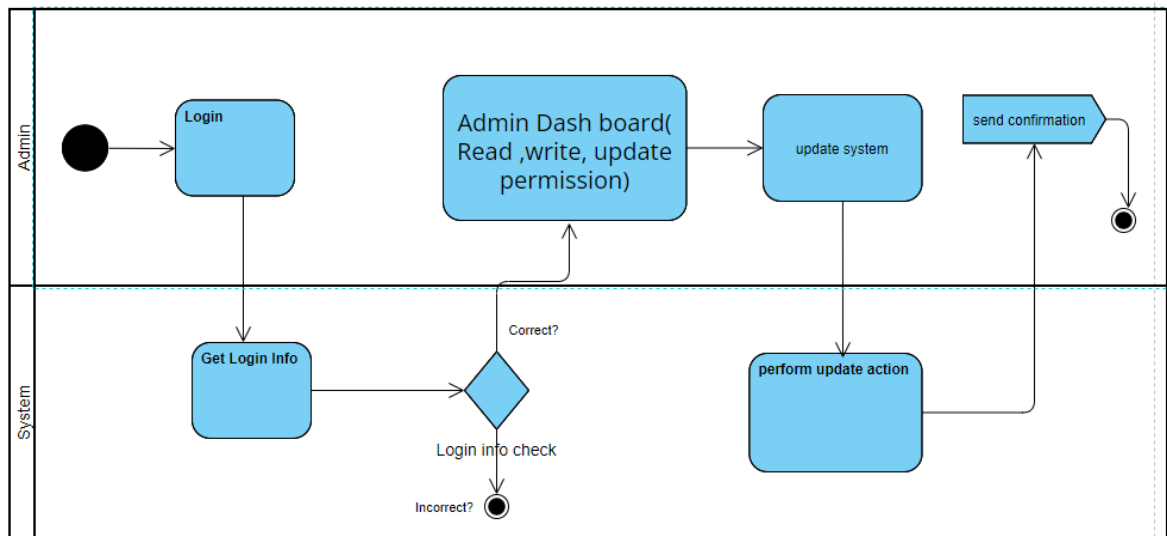 Admin
Login
Admin Dash board(
Read ,write, update
permission)
update system
send confirmation
System
Get Login Info
Correct?
Login info check
Incorrect?
perform update action